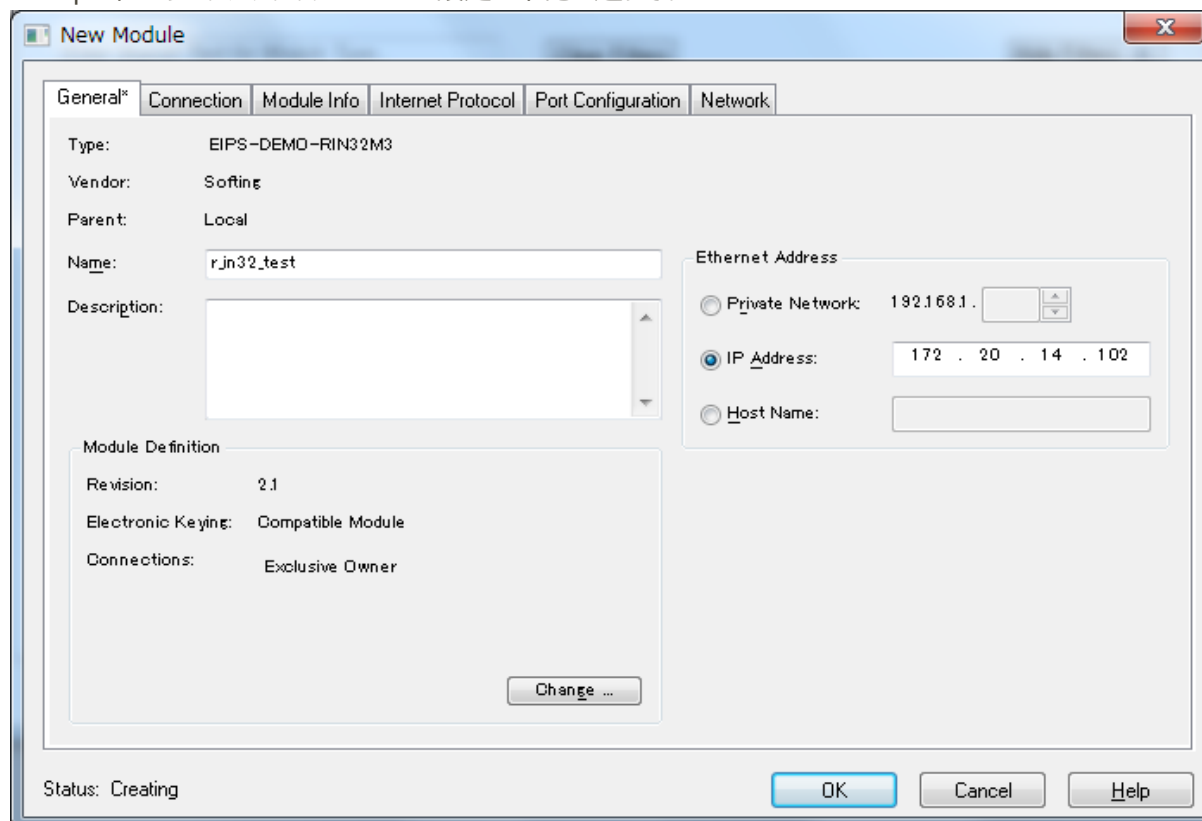 New Module
General* Connection Module Info Internet Protocol Port Configuration Network
Type: EIPS-DEMO-RIN32M3
Vendor: Softing
Parent: Local
Name: r_in32_test
Description:
Ethernet Address
Private Network: 192.168.1.
IP Address: 172 . 20 . 14 . 102
Host Name:
Module Definition
Revision: 2.1
Electronic Keying: Compatible Module
Connections: Exclusive Owner
Change ...
Status: Creating
OK Cancel Help